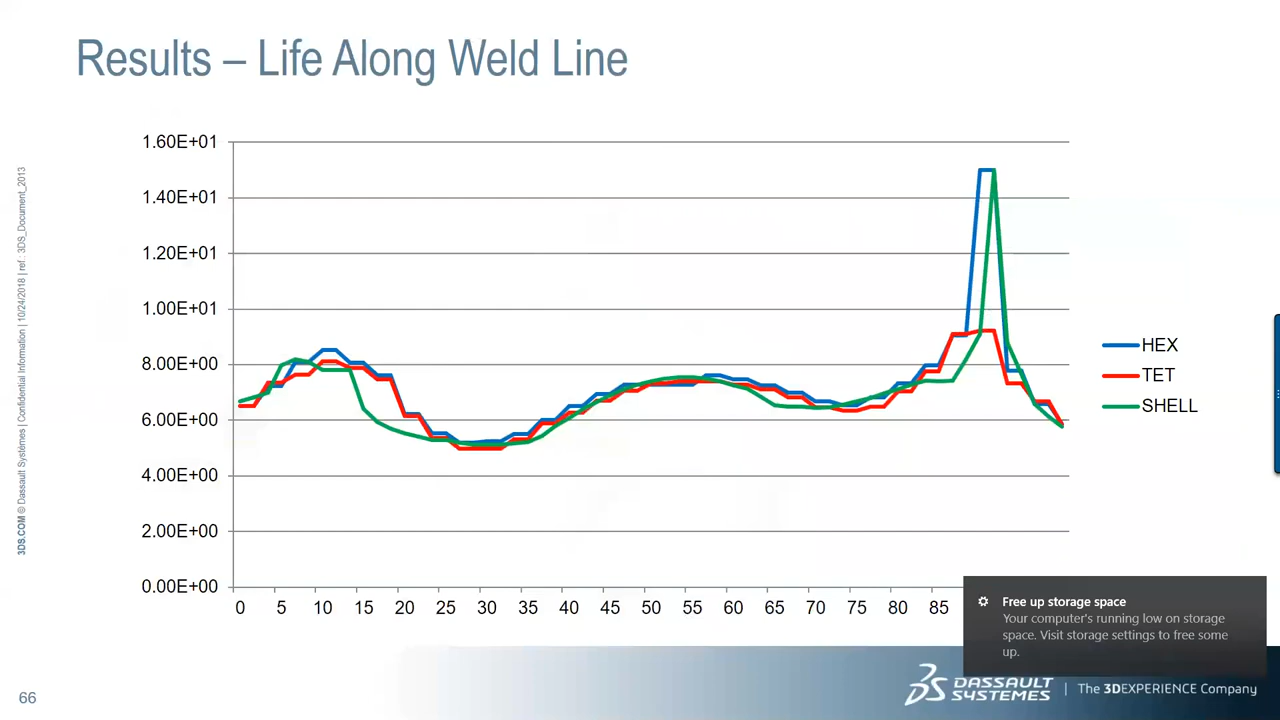 Results – Life Along Weld Line
3DS.COM © Dassault Systèmes | Confidential Information | 10/24/2018 | ref.: 3DS_Document_2013
1.60E+01
1.40E+01
1.20E+01
1.00E+01
8.00E+00
6.00E+00
4.00E+00
2.00E+00
0.00E+00
0 5 10 15 20 25 30 35 40 45 50 55 60 65 70 75 80 85
HEX
TET
SHELL
Free up storage space
Your computer's running low on storage
space. Visit storage settings to free some
up.
66
DASSAULT
SYSTEMES
The 3DEXPERIENCE Company